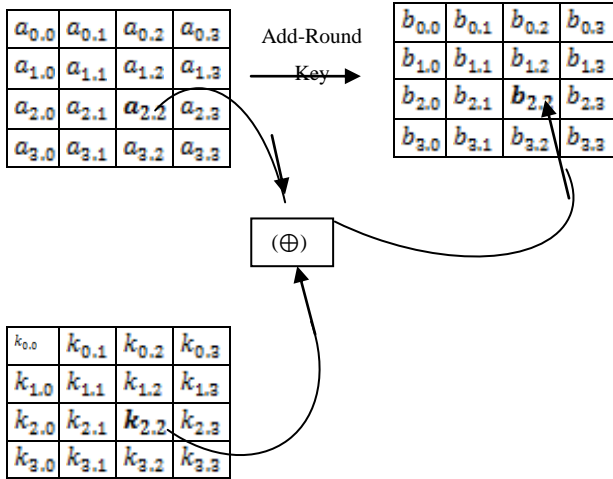 a₀.₀ a₀.₁ a₀.₂ a₀.₃
a₁.₀ a₁.₁ a₁.₂ a₁.₃
a₂.₀ a₂.₁ a₂.₂ a₂.₃
a₃.₀ a₃.₁ a₃.₂ a₃.₃
Add-Round
Key
b₀.₀ b₀.₁ b₀.₂ b₀.₃
b₁.₀ b₁.₁ b₁.₂ b₁.₃
b₂.₀ b₂.₁ b₂.₂ b₂.₃
b₃.₀ b₃.₁ b₃.₂ b₃.₃
(⊕)
k₀.₀ k₀.₁ k₀.₂ k₀.₃
k₁.₀ k₁.₁ k₁.₂ k₁.₃
k₂.₀ k₂.₁ k₂.₂ k₂.₃
k₃.₀ k₃.₁ k₃.₂ k₃.₃